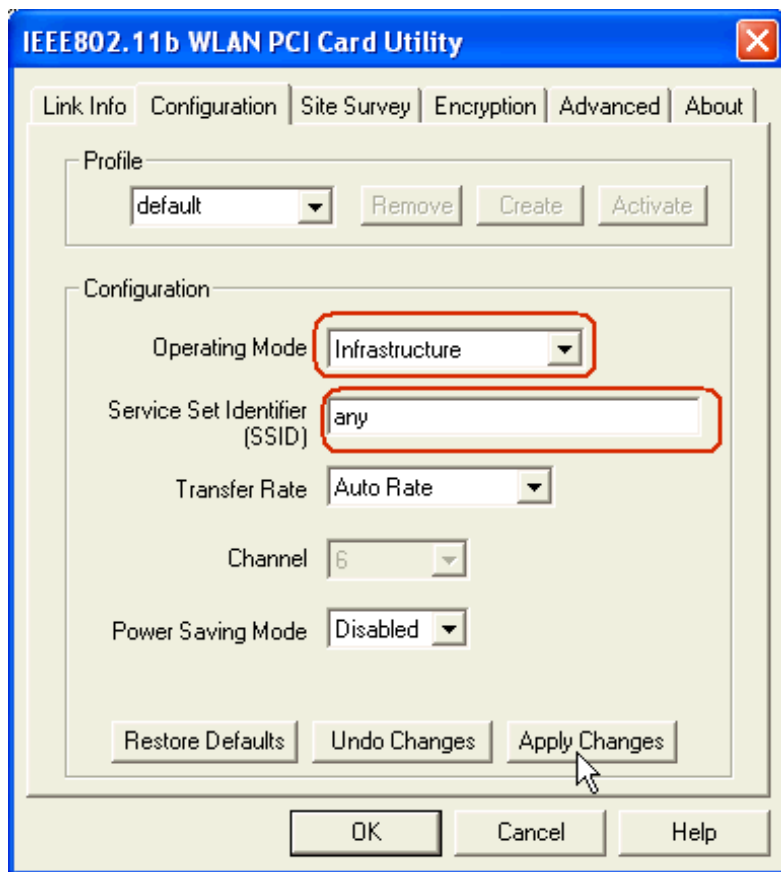 IEEE802.11b WLAN PCI Card Utility
Link Info Configuration Site Survey Encryption Advanced About
Profile
default Remove Create Activate
Configuration
Operating Mode Infrastructure
Service Set Identifier
(SSID) any
Transfer Rate Auto Rate
Channel 6
Power Saving Mode Disabled
Restore Defaults Undo Changes Apply Changes
OK Cancel Help